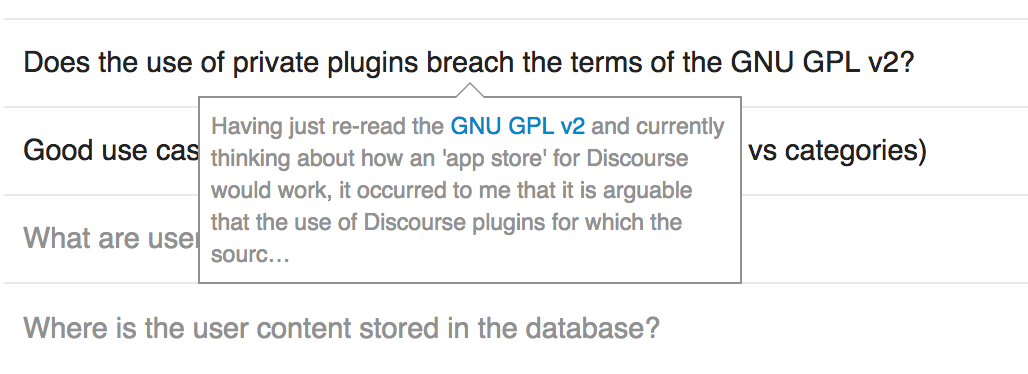 Does the use of private plugins breach the terms of the GNU GPL v2?
Having just re-read the GNU GPL v2 and currently
thinking about how an 'app store' for Discourse
would work, it occurred to me that it is arguable
that the use of Discourse plugins for which the
sourc…
Good use cas vs categories)
What are user
Where is the user content stored in the database?